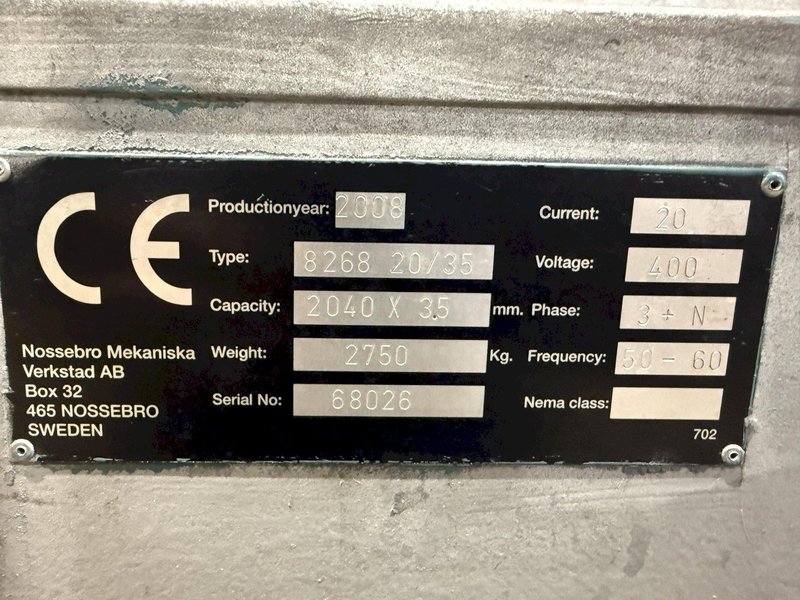 CE
Productionyear: 2008
Type: 8268 20/35
Capacity: 2040 X 3.5 mm.
Weight: 2750 Kg.
Serial No: 68026
Current: 20
Voltage: 400
Phase: 3 + N
Frequency: 50 - 60
Nema class:
Nossebro Mekaniska
Verkstad AB
Box 32
465 NOSSEBRO
SWEDEN
702